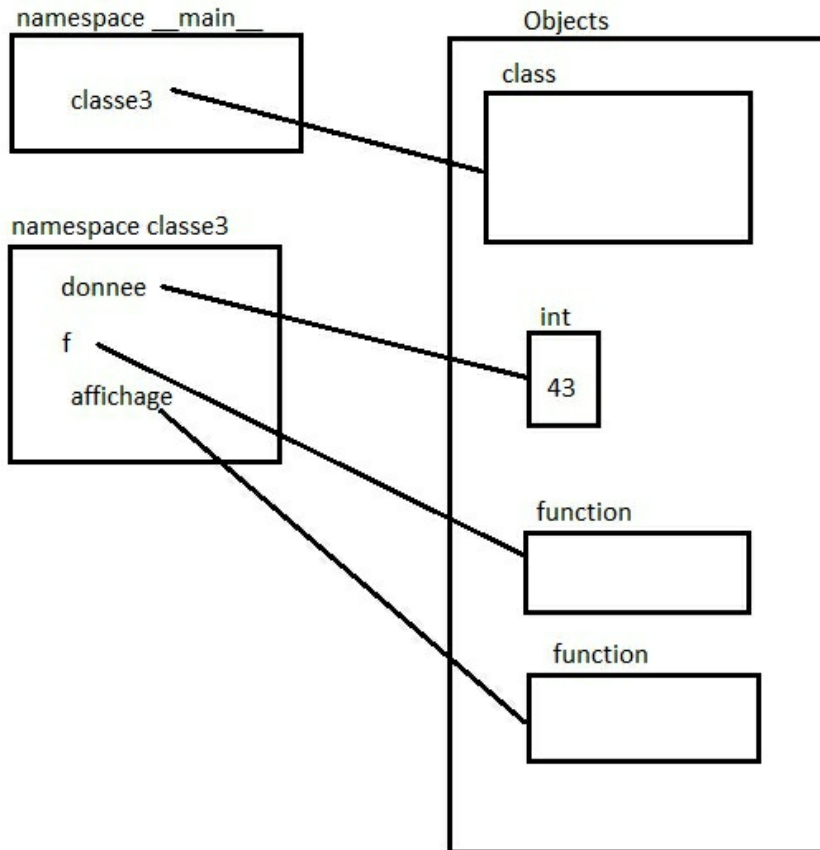 namespace __main__
classe3
namespace classe3
donnee
f
affichage
Objects
class
int
43
function
function